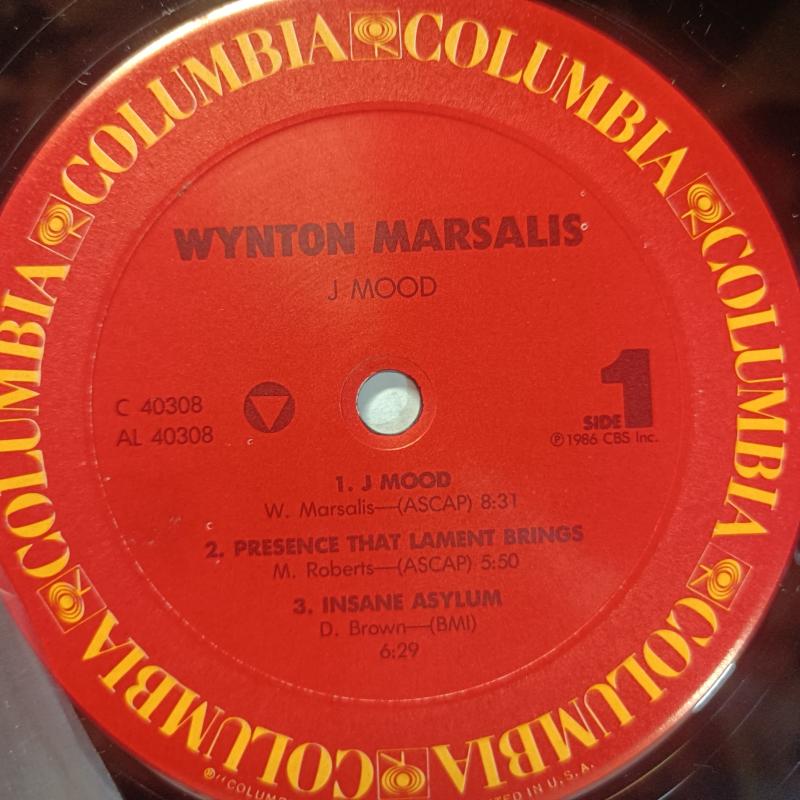 COLUMBIA COLUMBIA COLUMBIA COLUMBIA COLUMBIA COLUMBIA COLUMBIA COLUMBIA
WYNTON MARSALIS
J MOOD
C 40308
AL 40308
SIDE 1
℗1986 CBS Inc.
1. J MOOD
W. Marsalis—(ASCAP) 8:31
2. PRESENCE THAT LAMENT BRINGS
M. Roberts—(ASCAP) 5:50
3. INSANE ASYLUM
D. Brown—(BMI)
6:29
IN U.S.A.